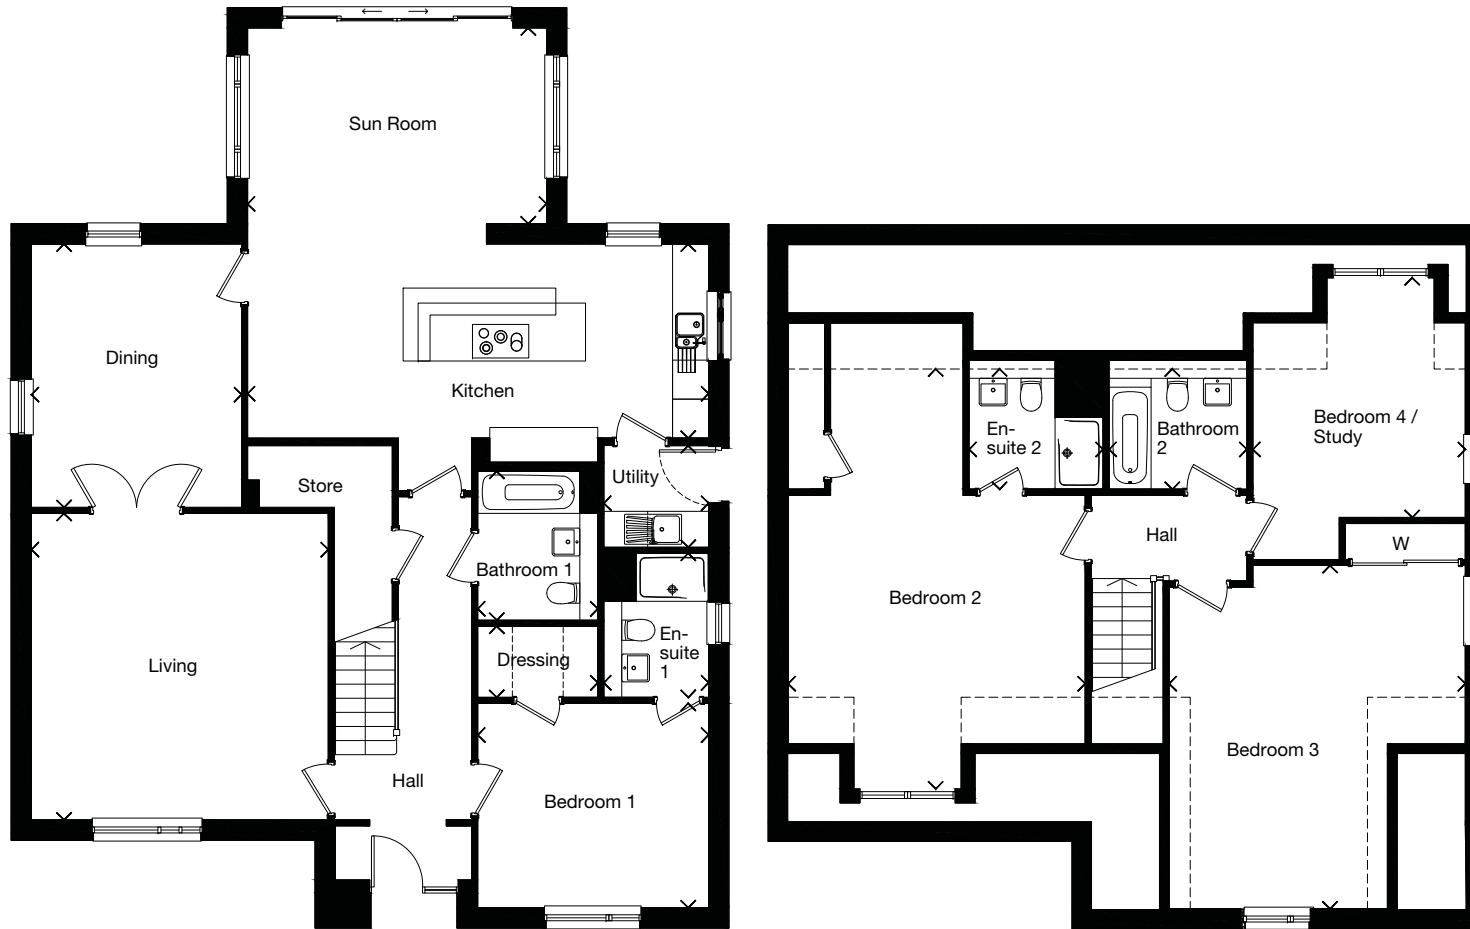 Sun Room
Dining
Kitchen
Store
Utility
Bathroom 1
Living
Dressing
En-
suite
1
Hall
Bedroom 1
En-
suite 2
Bathroom
2
Bedroom 4 /
Study
Hall
W
Bedroom 2
Bedroom 3